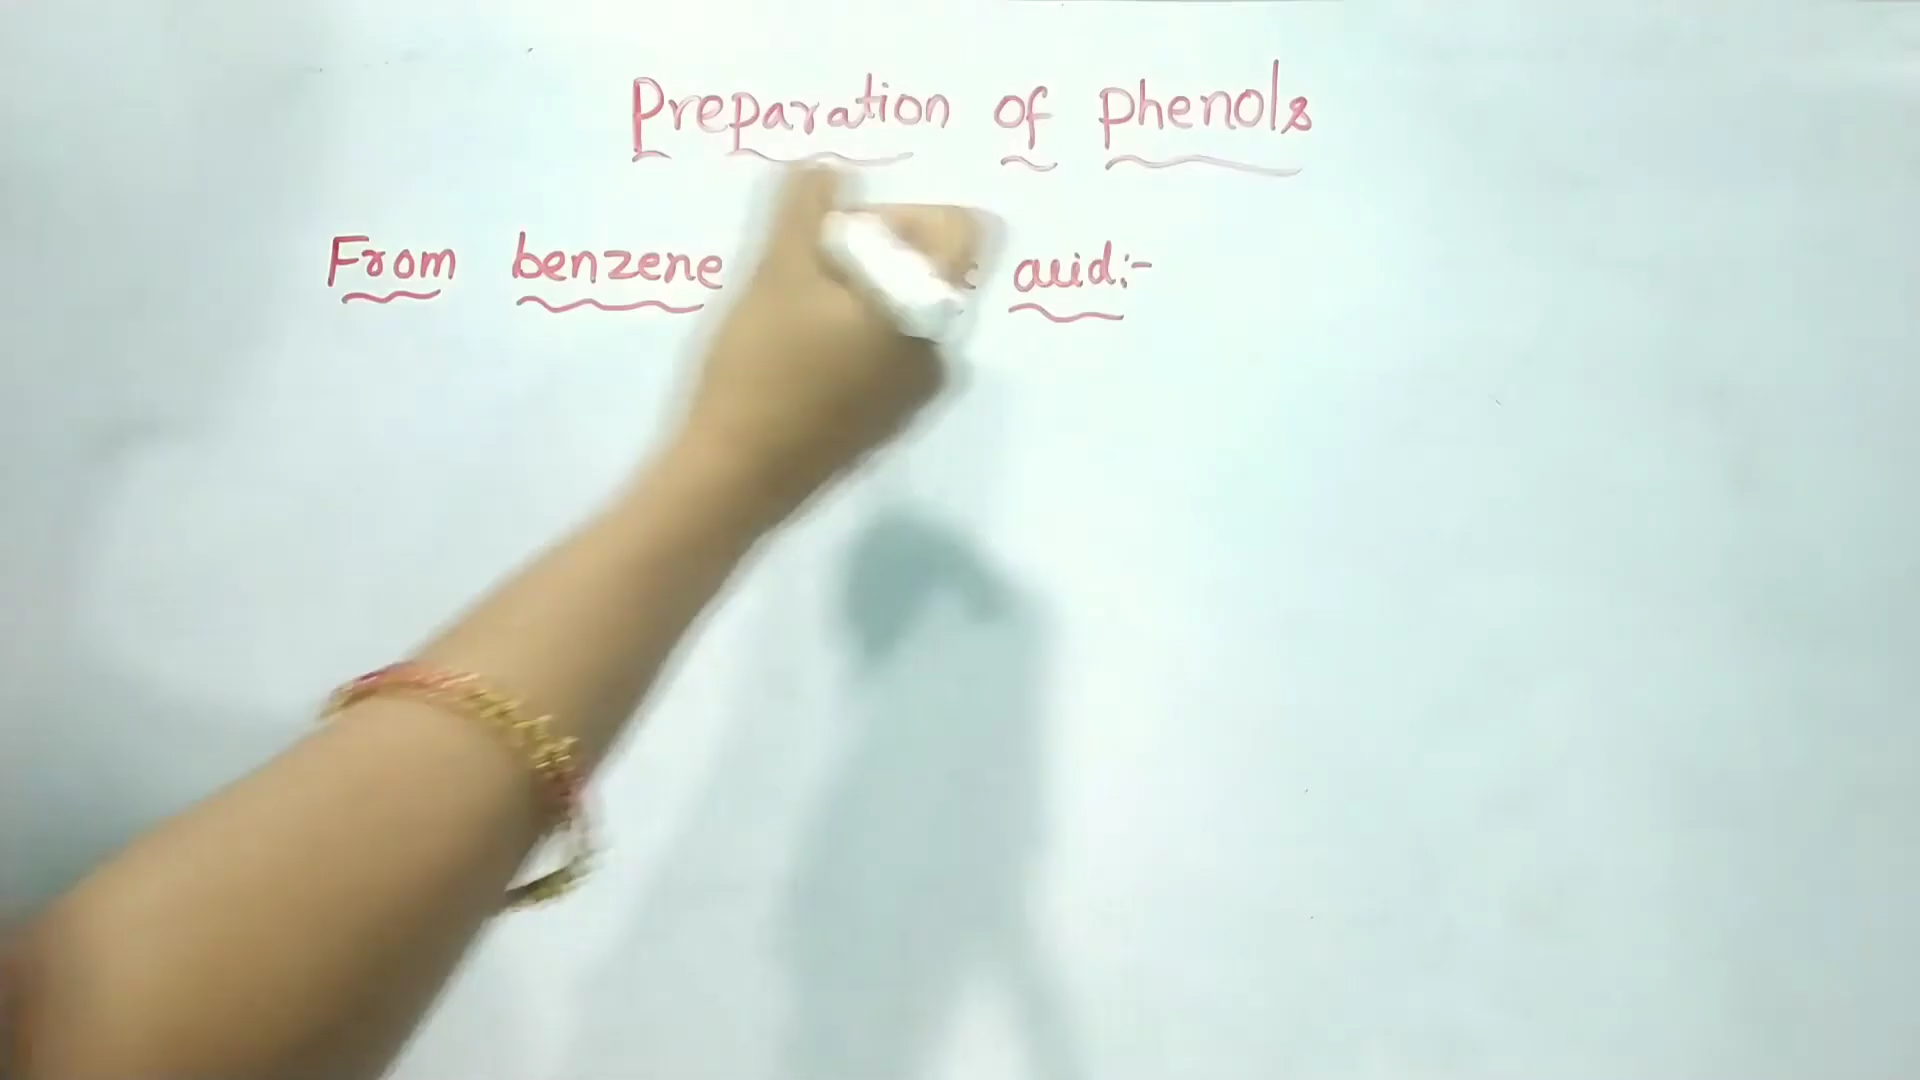 Preparation of phenols
From benzene acid:-